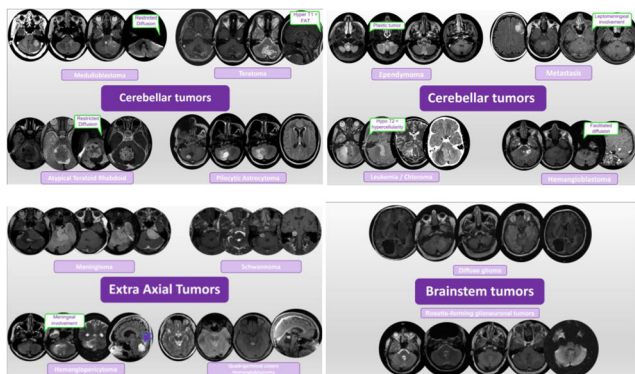 Restricted
Diffusion
Hyper T1 =
FAT
Medulloblastoma
Teratoma
Cerebellar tumors
Restricted
Diffusion
Atypical Teratoid Rhabdoid
Pilocytic Astrocytoma
Plastic tumor
Leptomeningeal
involvement
Ependymoma
Metastasis
Cerebellar tumors
Hypo T2 =
hypercellularity
Facilitated
diffusion
Leukemia / Chloroma
Hemangioblastoma
Meningioma
Schwannoma
Extra Axial Tumors
Meningeal
involvement
Hemangiopericytoma
Quadrigeminal cistern
Diffuse glioma
Brainstem tumors
Rosette-forming glioneuronal tumors